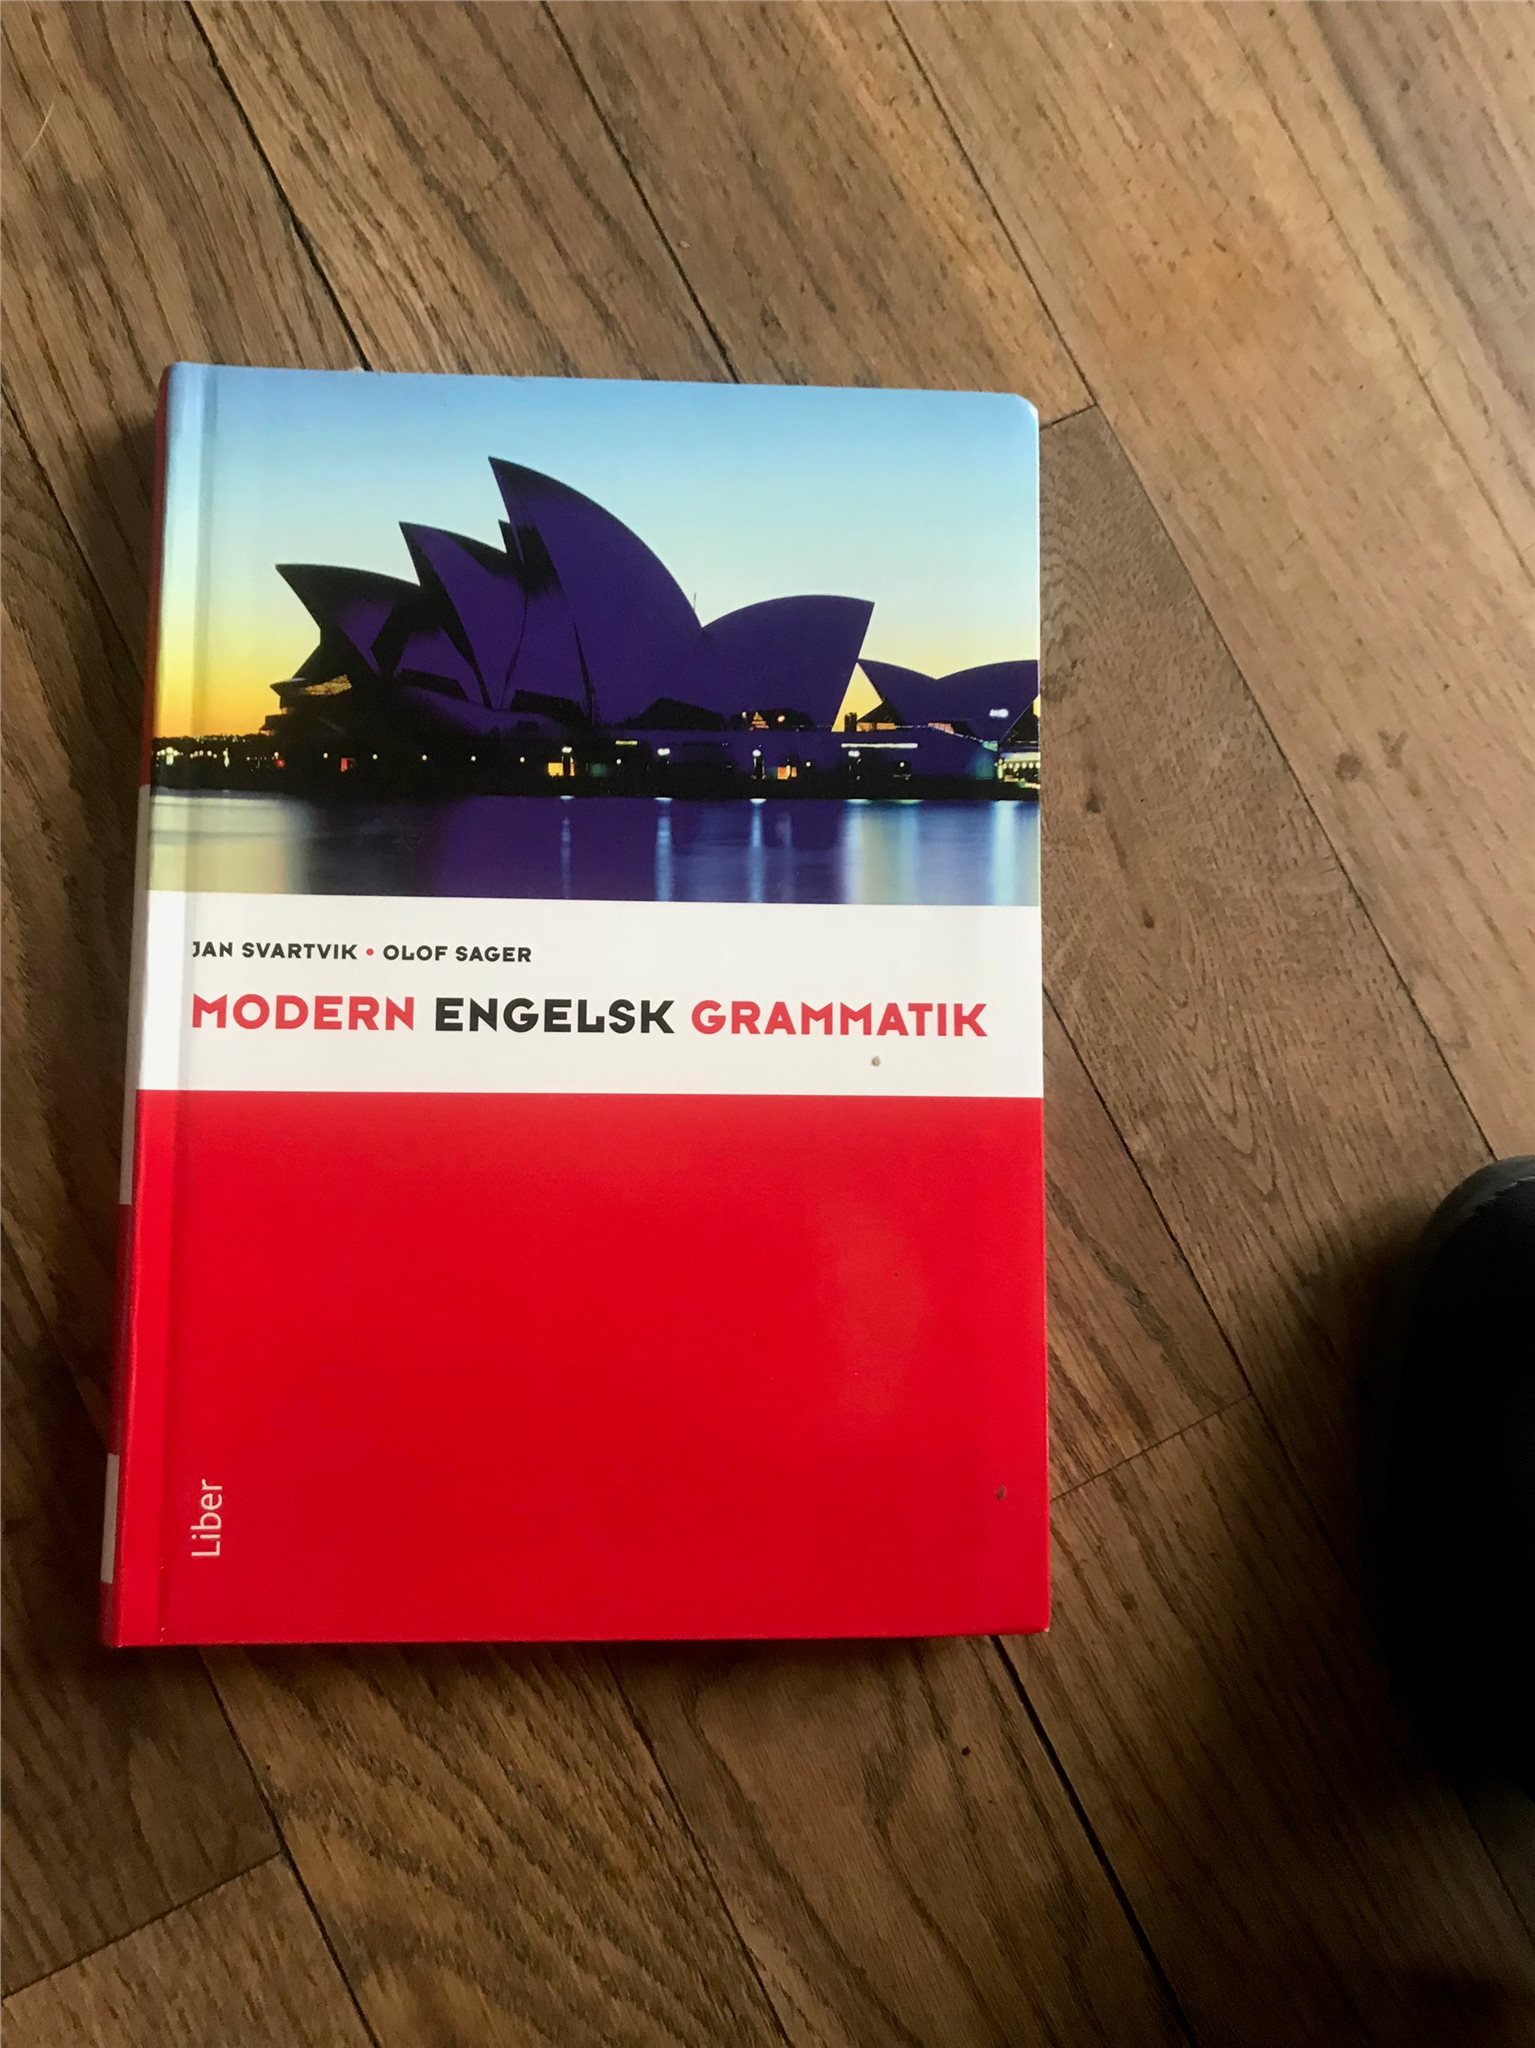 JAN SVARTVIK • OLOF SAGER
MODERN ENGELSK GRAMMATIK
Liber